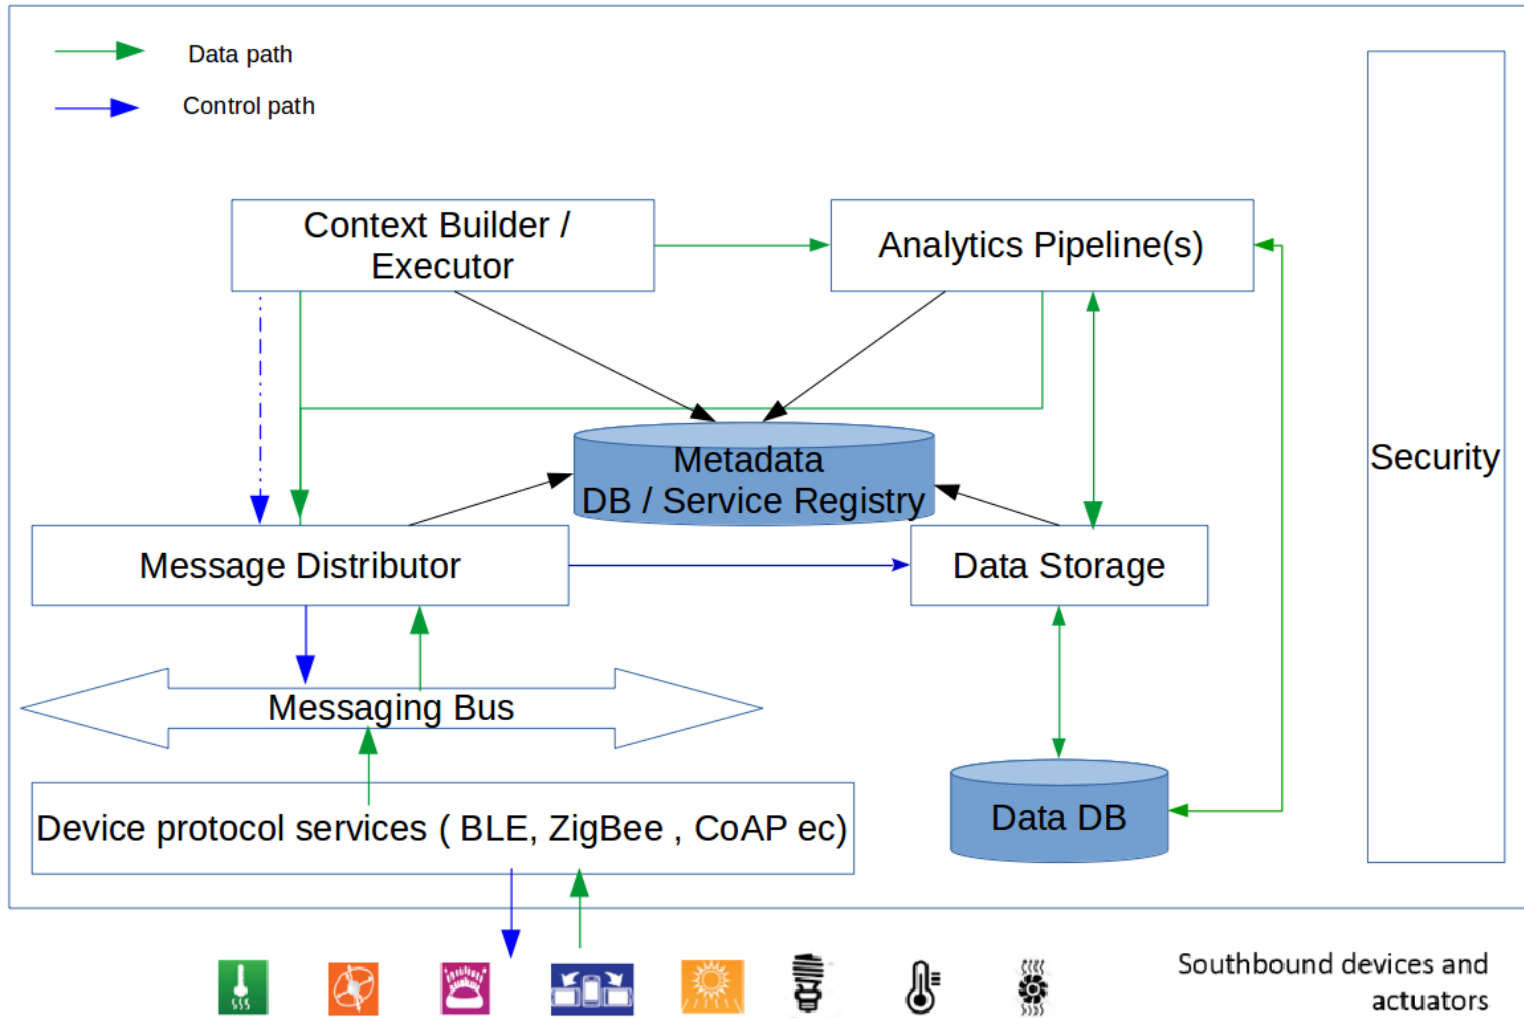 Data path
Control path
Context Builder /
Executor
Analytics Pipeline(s)
Metadata
DB / Service Registry
Security
Message Distributor
Data Storage
Messaging Bus
Device protocol services ( BLE, ZigBee , CoAP ec)
Data DB
Southbound devices and
actuators